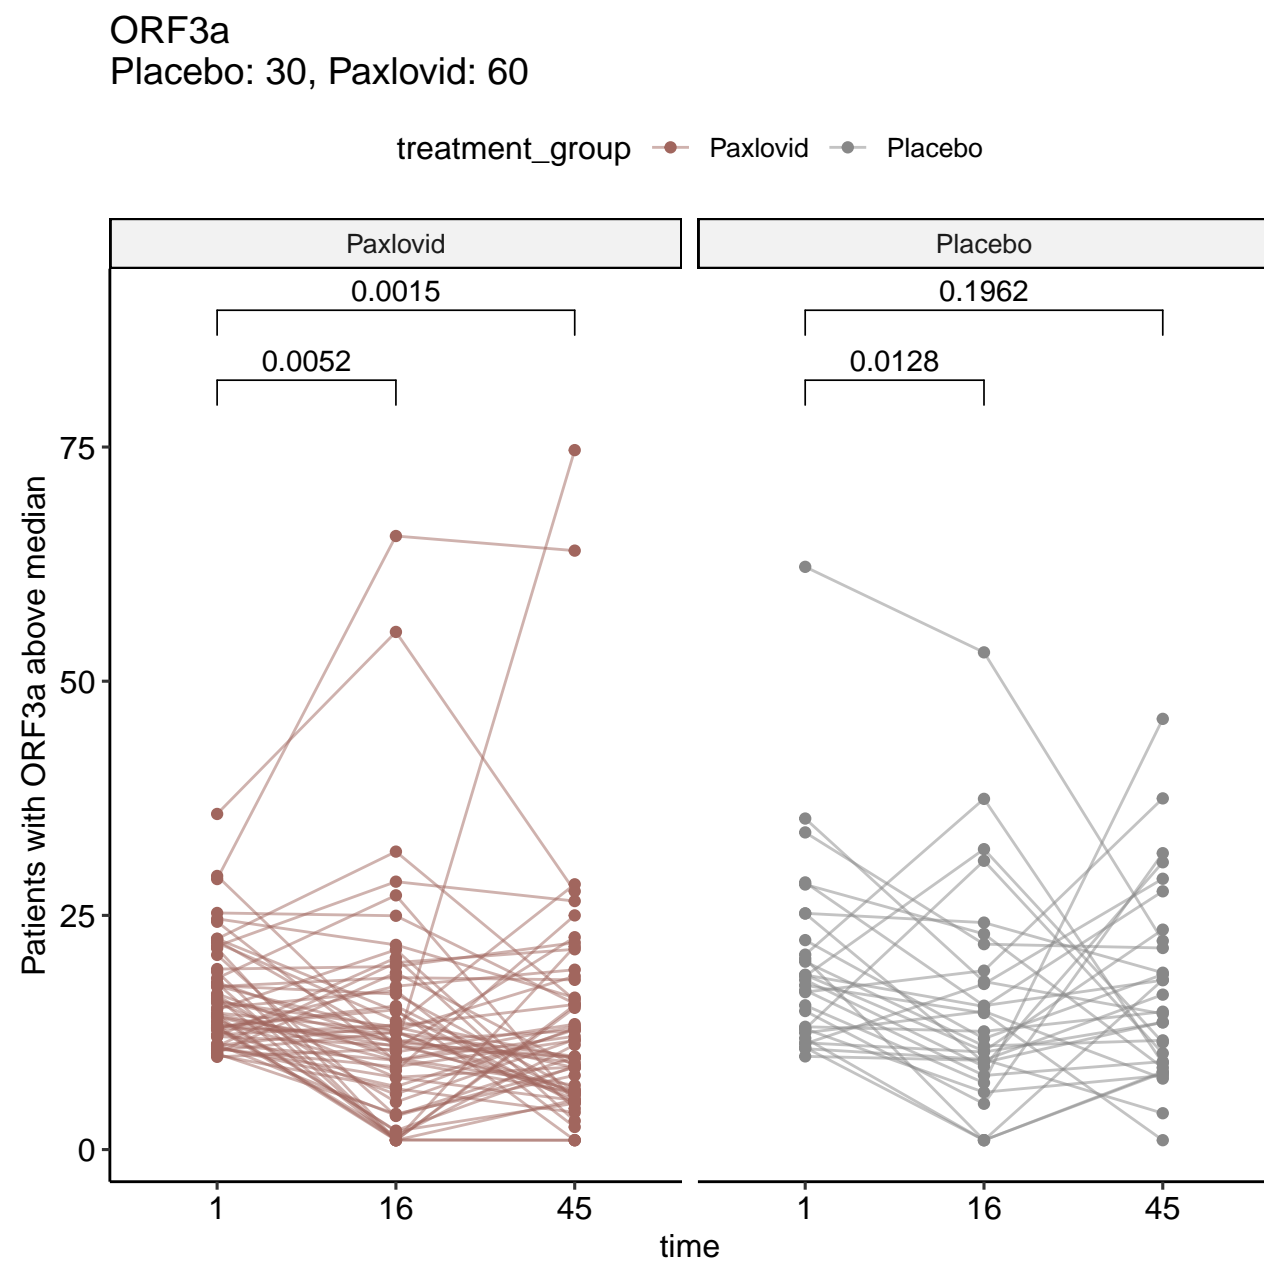 ORF3a
Placebo: 30, Paxlovid: 60
treatment_group Paxlovid Placebo
Paxlovid Placebo
0.0015 0.1962
0.0052 0.0128
75
50
25
0
Patients with ORF3a above median
1 16 45 1 16 45
time